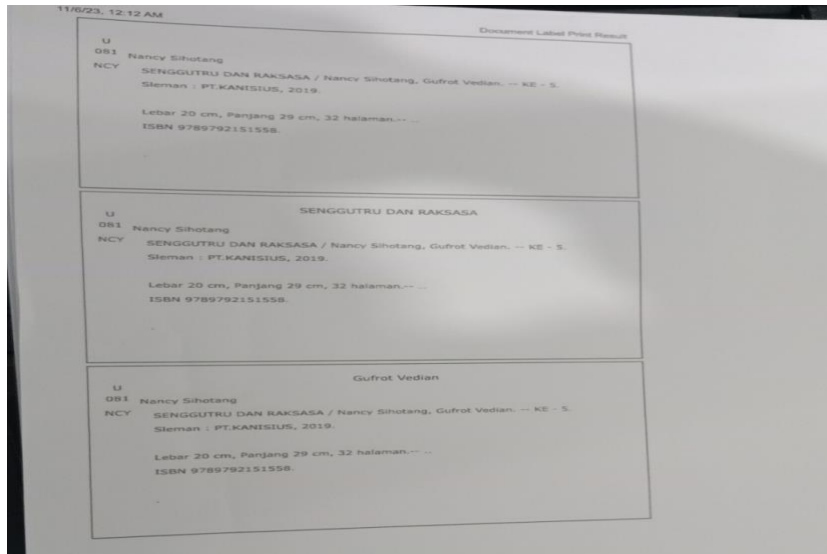 11/6/23, 12:12 AM
Document Label Print Result
U
081 Nancy Sihotang
NCY SENGGUTRU DAN RAKSASA / Nancy Sihotang, Gufrot Vedian. -- KE - 5.
Sleman : PT.KANISIUS, 2019.
Lebar 20 cm, Panjang 29 cm, 32 halaman.-- ..
ISBN 9789792151558.
SENGGUTRU DAN RAKSASA
U
081 Nancy Sihotang
NCY SENGGUTRU DAN RAKSASA / Nancy Sihotang, Gufrot Vedian. -- KE - 5.
Sleman : PT.KANISIUS, 2019.
Lebar 20 cm, Panjang 29 cm, 32 halaman.-- ..
ISBN 9789792151558.
Gufrot Vedian
U
081 Nancy Sihotang
NCY SENGGUTRU DAN RAKSASA / Nancy Sihotang, Gufrot Vedian. -- KE - 5.
Sleman : PT.KANISIUS, 2019.
Lebar 20 cm, Panjang 29 cm, 32 halaman.-- ..
ISBN 9789792151558.